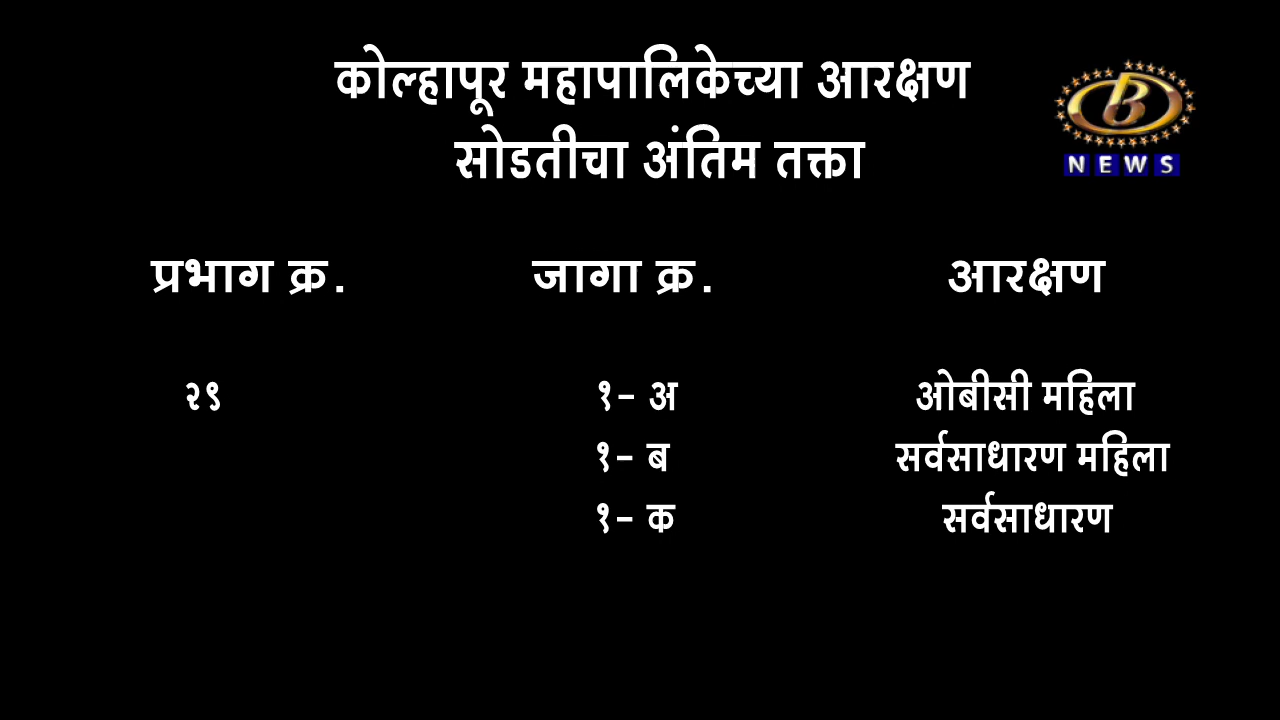 कोल्हापूर महापालिकेच्या आरक्षण
सोडतीचा अंतिम तक्ता
B
NEWS
प्रभाग क्र. जागा क्र. आरक्षण
२९ १- अ ओबीसी महिला
१- ब सर्वसाधारण महिला
१- क सर्वसाधारण